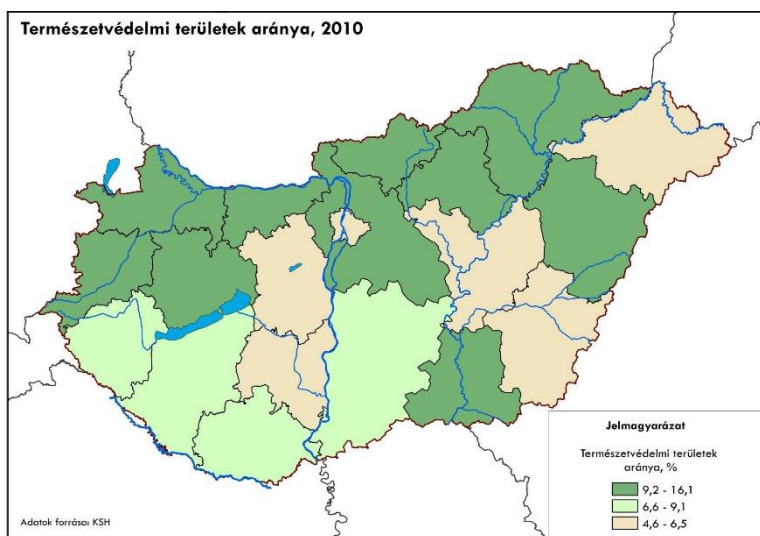 Természetvédelmi területek aránya, 2010
Jelmagyarázat
Természetvédelmi területek
aránya, %
9,2 - 16,1
6,6 - 9,1
4,6 - 6,5
Adatok forrása: KSH